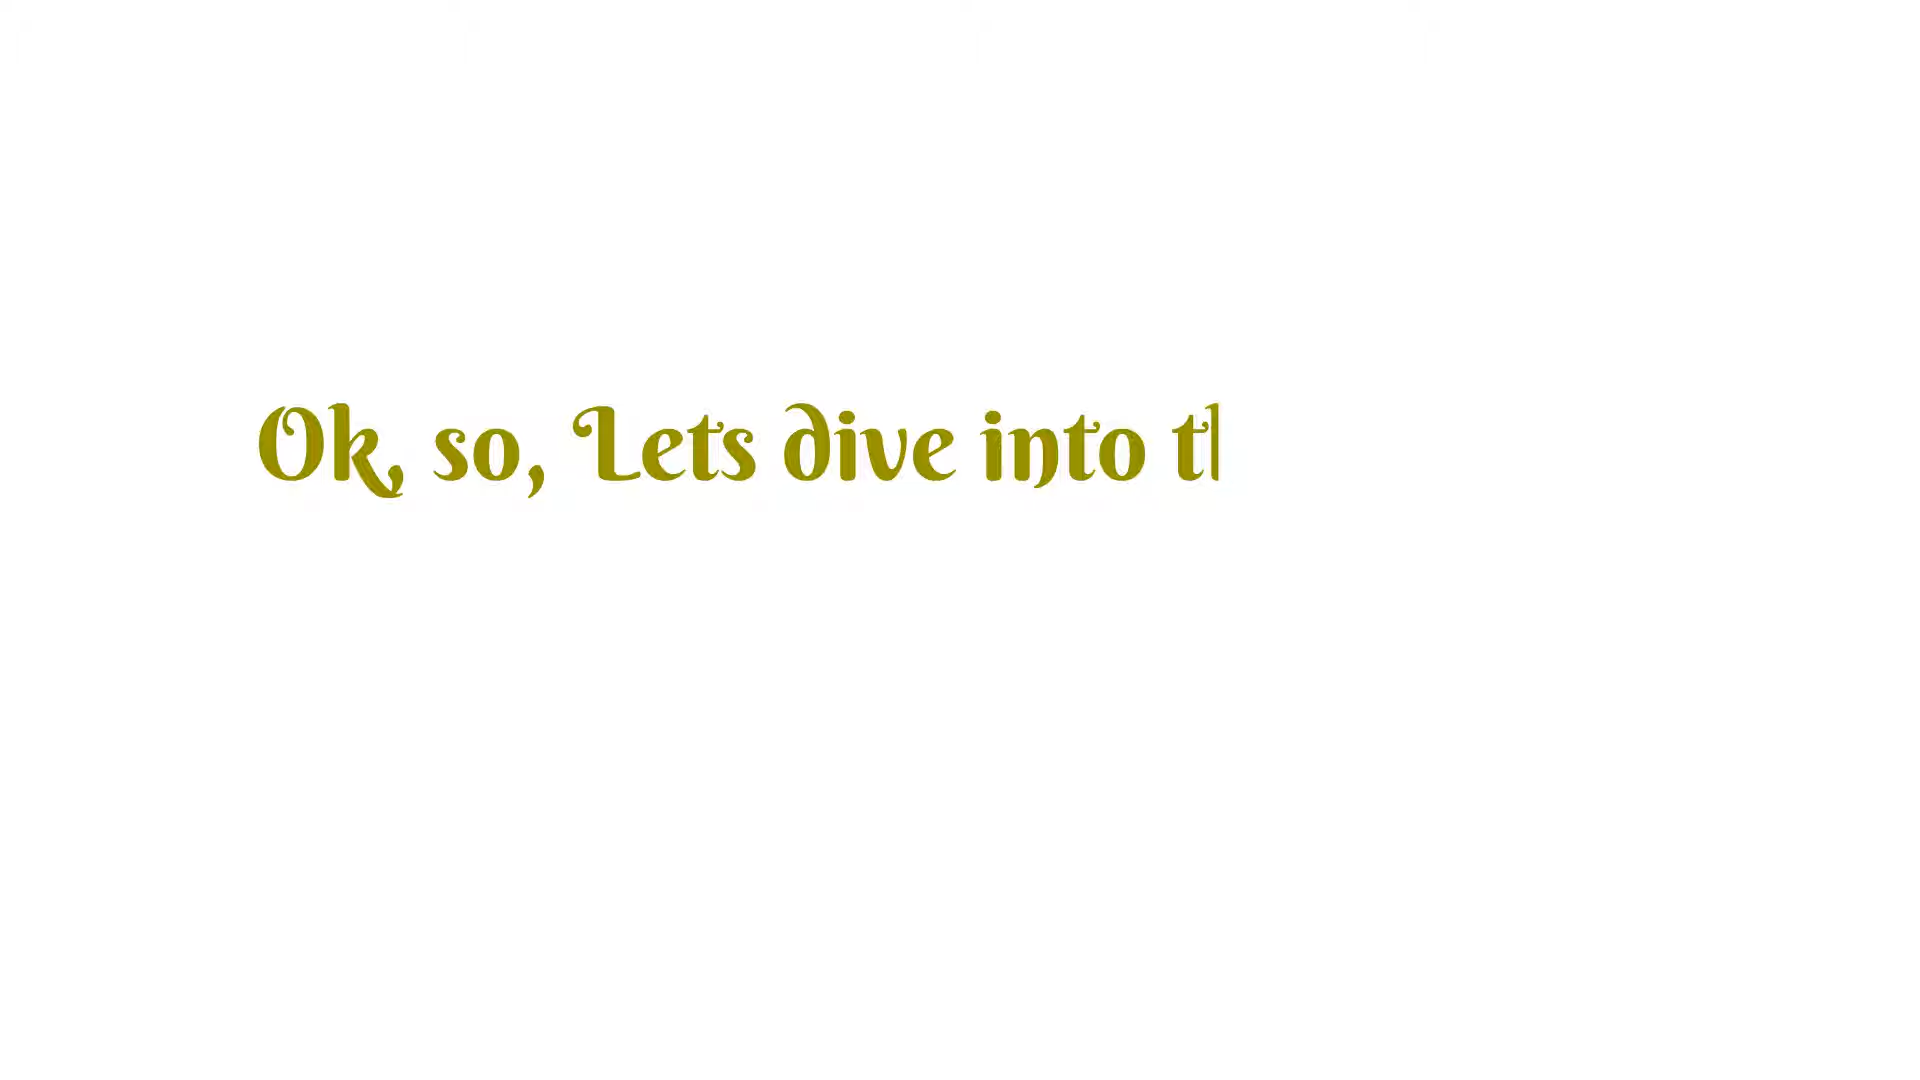 Ok, so, Lets dive into t